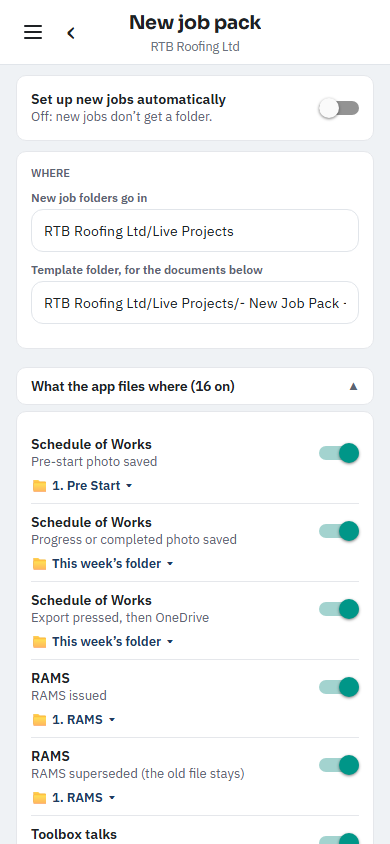 New job pack
RTB Roofing Ltd
Set up new jobs automatically
Off: new jobs don't get a folder.
WHERE
New job folders go in
RTB Roofing Ltd/Live Projects
Template folder, for the documents below
RTB Roofing Ltd/Live Projects/- New Job Pack -
What the app files where (16 on)
Schedule of Works
Pre-start photo saved
1. Pre Start
Schedule of Works
Progress or completed photo saved
This week's folder
Schedule of Works
Export pressed, then OneDrive
This week's folder
RAMS
RAMS issued
1. RAMS
RAMS
RAMS superseded (the old file stays)
1. RAMS
Toolbox talks